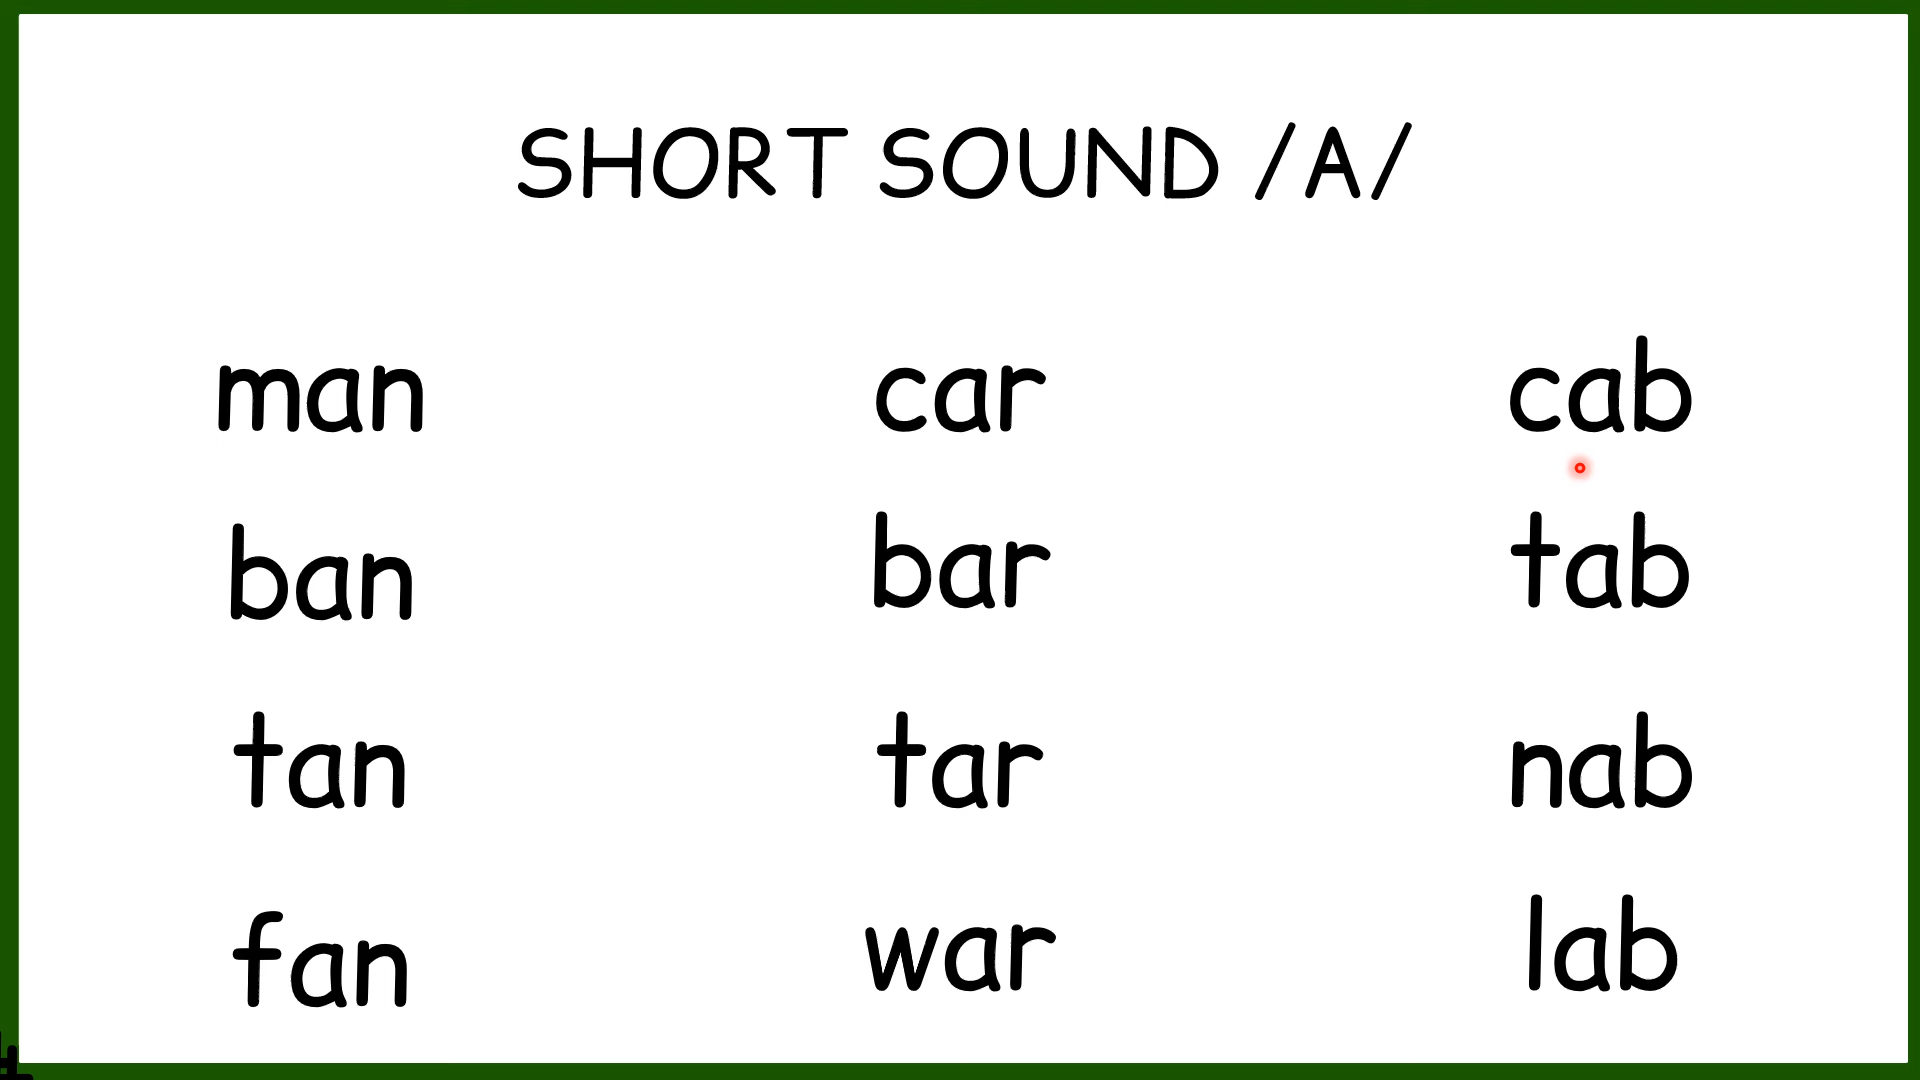 SHORT SOUND /A/
man car cab
ban bar tab
tan tar nab
fan war lab